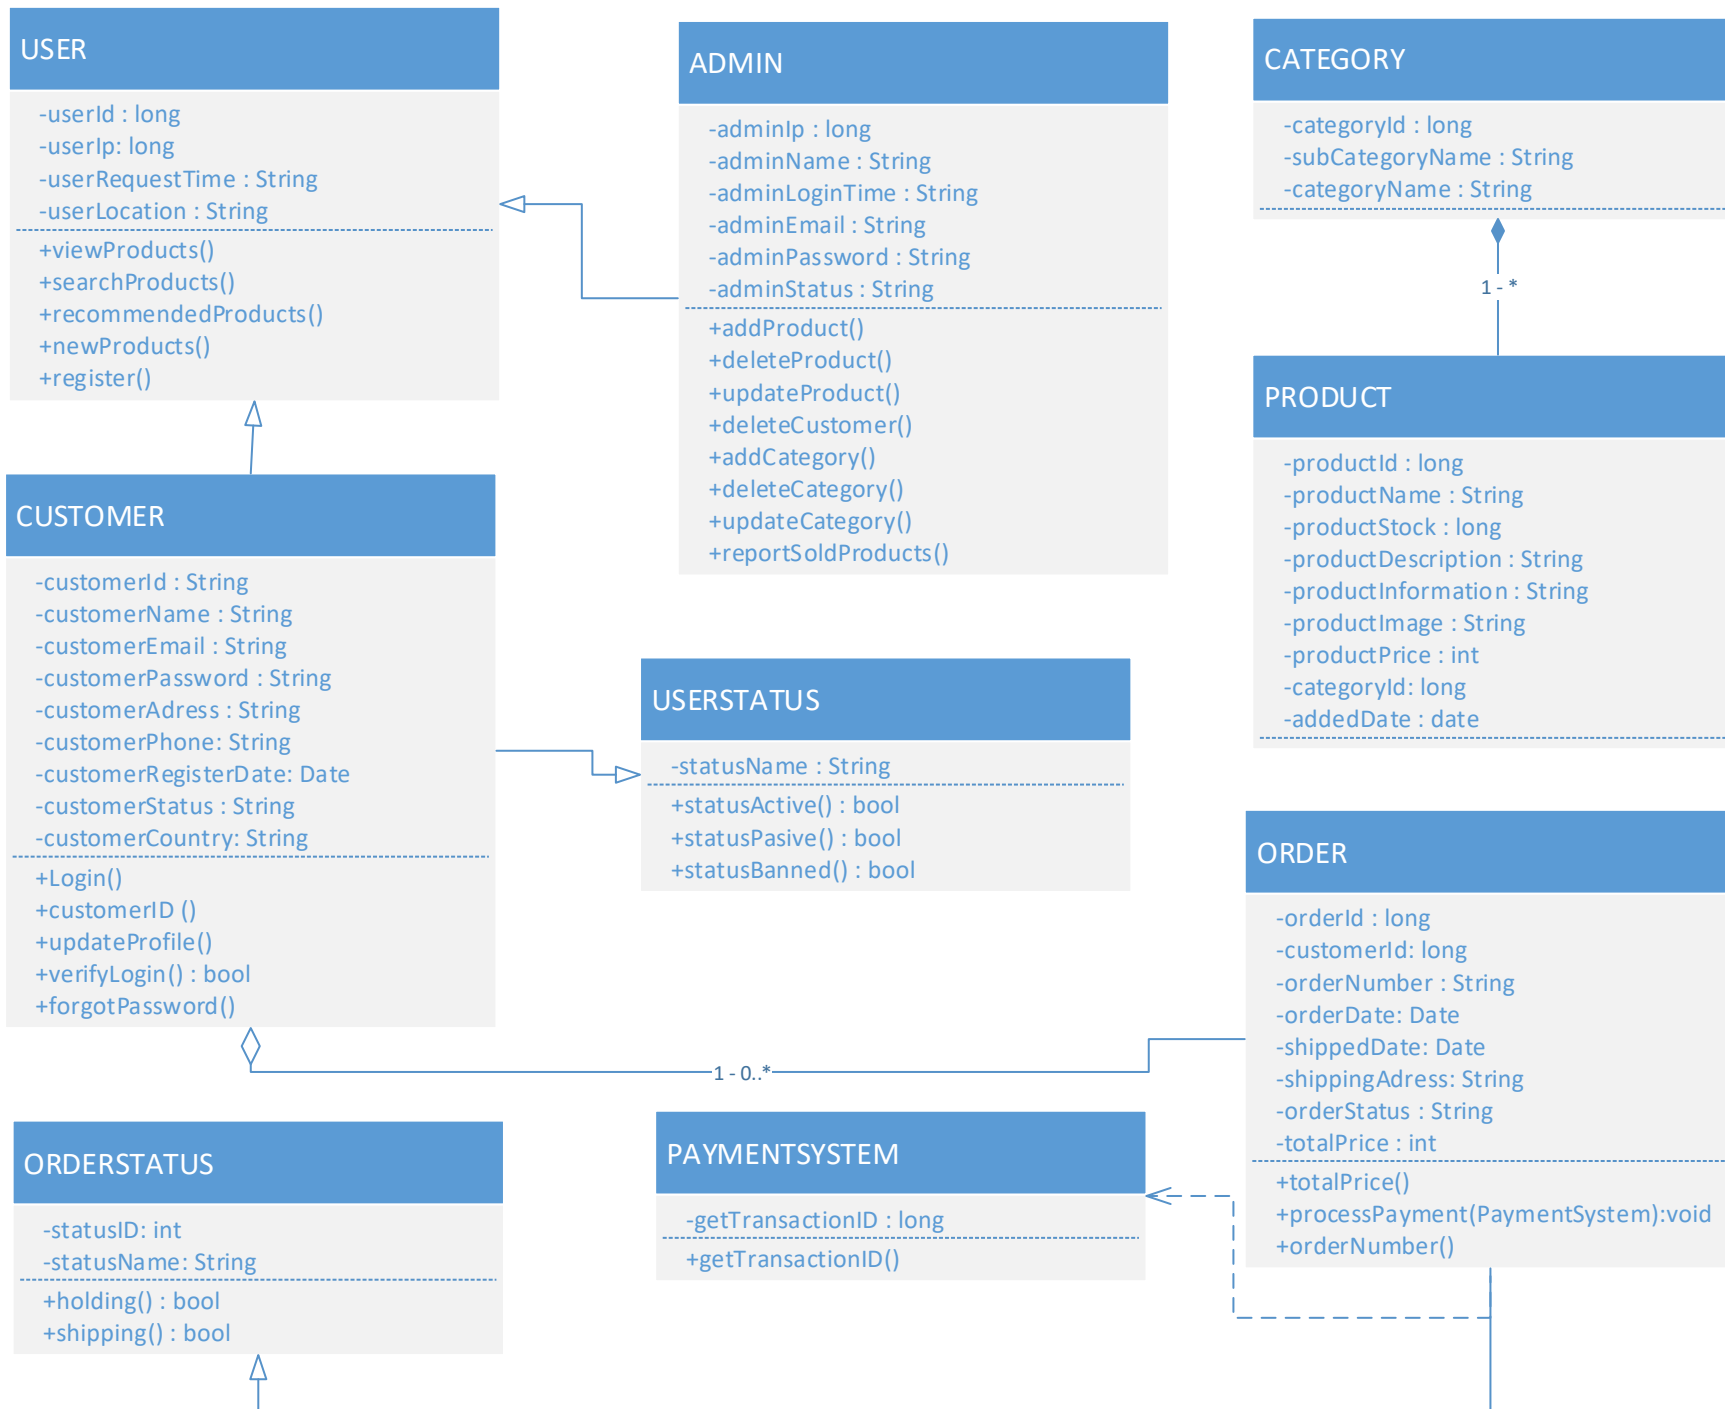 USER
-userId : long
-userIp: long
-userRequestTime : String
-userLocation : String
+viewProducts()
+searchProducts()
+recommendedProducts()
+newProducts()
+register()
ADMIN
-adminIp : long
-adminName : String
-adminLoginTime : String
-adminEmail : String
-adminPassword : String
-adminStatus : String
+addProduct()
+deleteProduct()
+updateProduct()
+deleteCustomer()
+addCategory()
+deleteCategory()
+updateCategory()
+reportSoldProducts()
CATEGORY
-categoryId : long
-subCategoryName : String
-categoryName : String
1 - *
PRODUCT
-productId : long
-productName : String
-productStock : long
-productDescription : String
-productInformation : String
-productImage : String
-productPrice : int
-categoryId: long
-addedDate : date
CUSTOMER
-customerId : String
-customerName : String
-customerEmail : String
-customerPassword : String
-customerAdress : String
-customerPhone: String
-customerRegisterDate: Date
-customerStatus : String
-customerCountry: String
+Login()
+customerID ()
+updateProfile()
+verifyLogin() : bool
+forgotPassword()
USERSTATUS
-statusName : String
+statusActive() : bool
+statusPasive() : bool
+statusBanned() : bool
ORDER
-orderId : long
-customerId: long
-orderNumber : String
-orderDate: Date
-shippedDate: Date
-shippingAdress: String
-orderStatus : String
-totalPrice : int
+totalPrice()
+processPayment(PaymentSystem):void
+orderNumber()
1 - 0..*
ORDERSTATUS
-statusID: int
-statusName: String
+holding() : bool
+shipping() : bool
PAYMENTSYSTEM
-getTransactionID : long
+getTransactionID()